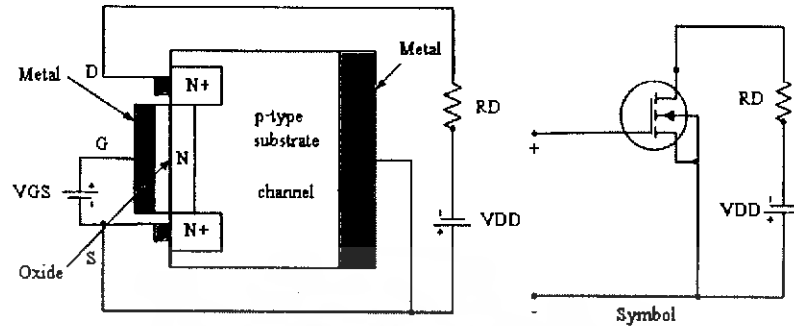 Metal
D
N+
Metal
p-type
substrate
RD
G
N
VGS
channel
VDD
N+
S
Oxide
RD
+
VDD
-
Symbol